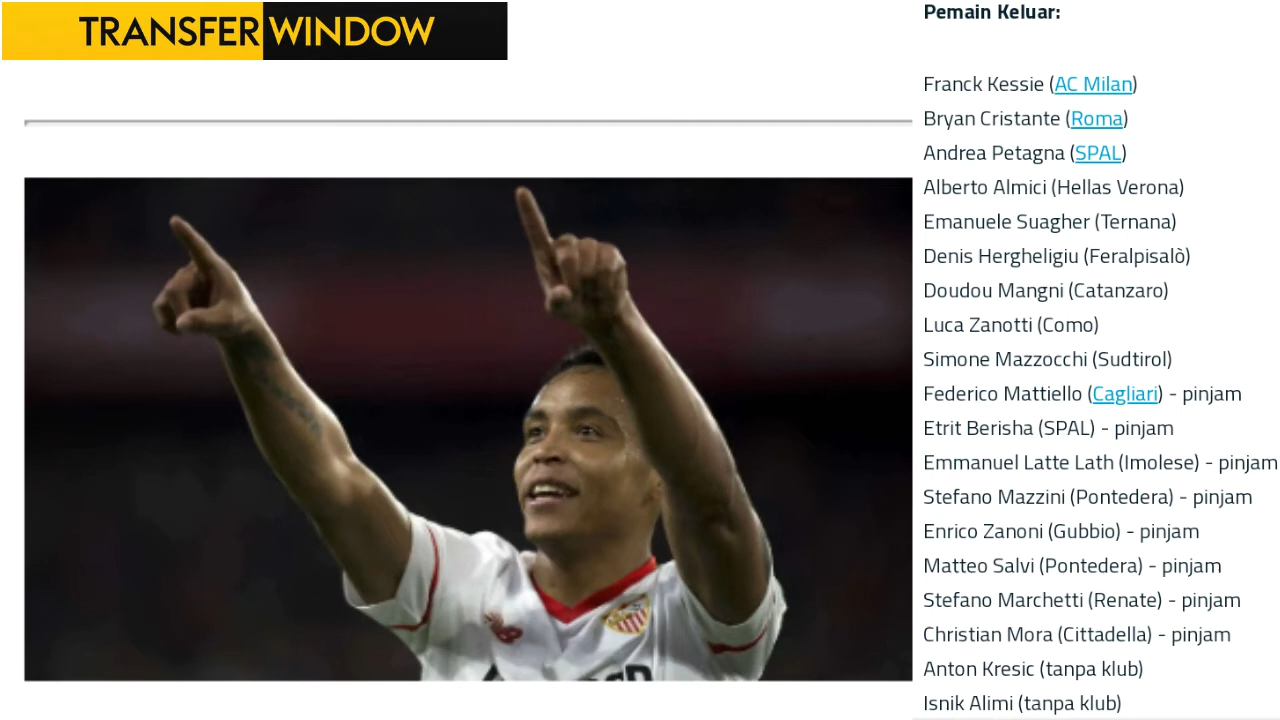 TRANSFER WINDOW
Pemain Keluar:
Franck Kessie (AC Milan)
Bryan Cristante (Roma)
Andrea Petagna (SPAL)
Alberto Almici (Hellas Verona)
Emanuele Suagher (Ternana)
Denis Hergheligiu (Feralpisalò)
Doudou Mangni (Catanzaro)
Luca Zanotti (Como)
Simone Mazzocchi (Sudtirol)
Federico Mattiello (Cagliari) - pinjam
Etrit Berisha (SPAL) - pinjam
Emmanuel Latte Lath (Imolese) - pinjam
Stefano Mazzini (Pontedera) - pinjam
Enrico Zanoni (Gubbio) - pinjam
Matteo Salvi (Pontedera) - pinjam
Stefano Marchetti (Renate) - pinjam
Christian Mora (Cittadella) - pinjam
Anton Kresic (tanpa klub)
Isnik Alimi (tanpa klub)